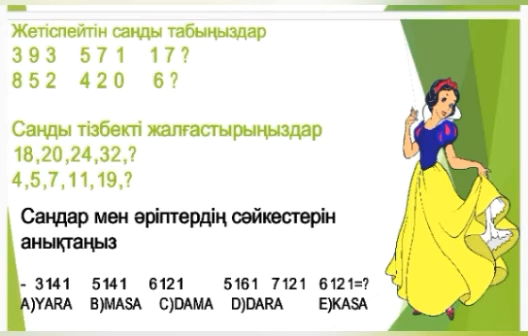 Жетіспейтін санды табыңыздар
3 9 3 5 7 1 1 7 ?
8 5 2 4 2 0 6 ?
Санды тізбекті жалғастырыңыздар
18,20,24,32,?
4,5,7,11,19,?
Сандар мен әріптердің сәйкестерін
анықтаңыз
- 3141 5141 6121 5161 7121 6121=?
A)YARA B)MASA C)DAMA D)DARA E)KASA